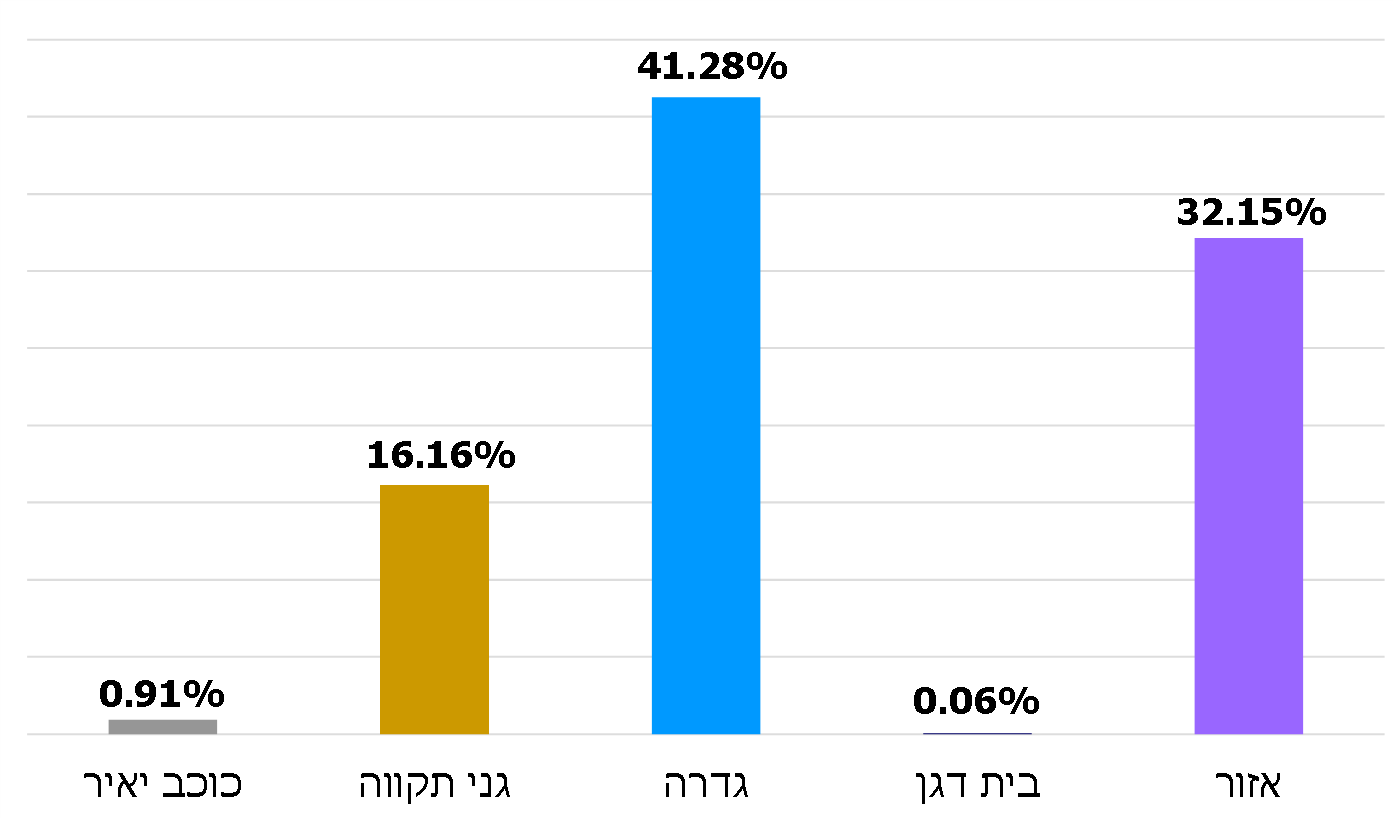 41.28%
32.15%
16.16%
0.91%
0.06%
אזור
בית דגן
גדרה
גני תקווה
כוכב יאיר